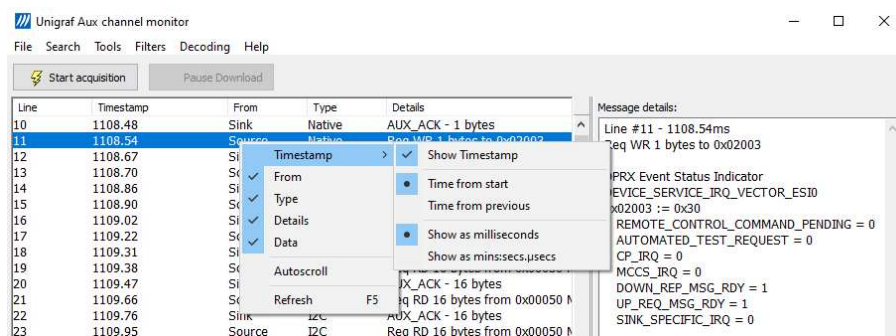 Unigraf Aux channel monitor
File Search Tools Filters Decoding Help
Start acquisition Pause Download
Line Timestamp From Type Details
10 1108.48 Sink Native AUX_ACK - 1 bytes
11 1108.54 Source Native Req WR 1 bytes to 0x02003
12 1108.67
13 1108.70
14 1108.86
15 1108.90
16 1109.02
17 1109.22
18 1109.31
19 1109.38
20 1109.47 AUX_ACK - 16 bytes
21 1109.66 RD 16 bytes from 0x00050
22 1109.76 Sink I2C AUX_ACK - 16 bytes
23 1109.95 Source I2C Req RD 16 bytes from 0x00050
Timestamp
From
Type
Details
Data
Autoscroll
Refresh F5
Show Timestamp
Time from start
Time from previous
Show as milliseconds
Show as mins:secs.µsecs
Message details:
Line #11 - 1108.54ms
Req WR 1 bytes to 0x02003
DPRX Event Status Indicator
DEVICE_SERVICE_IRQ_VECTOR_ESI0
0x02003 := 0x30
REMOTE_CONTROL_COMMAND_PENDING = 0
AUTOMATED_TEST_REQUEST = 0
CP_IRQ = 0
MCCS_IRQ = 0
DOWN_REP_MSG_RDY = 1
UP_REQ_MSG_RDY = 1
SINK_SPECIFIC_IRQ = 0